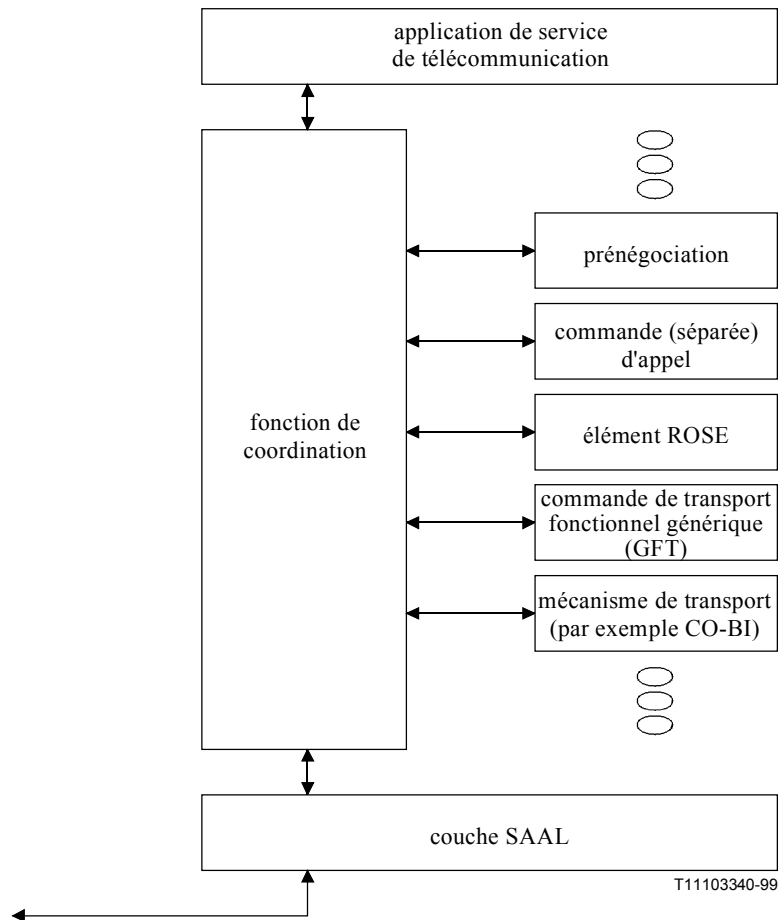 application de service
de télécommunication
prénégociation
commande (séparée)
d'appel
fonction de
coordination
élément ROSE
commande de transport
fonctionnel générique
(GFT)
mécanisme de transport
(par exemple CO-BI)
couche SAAL
T11103340-99